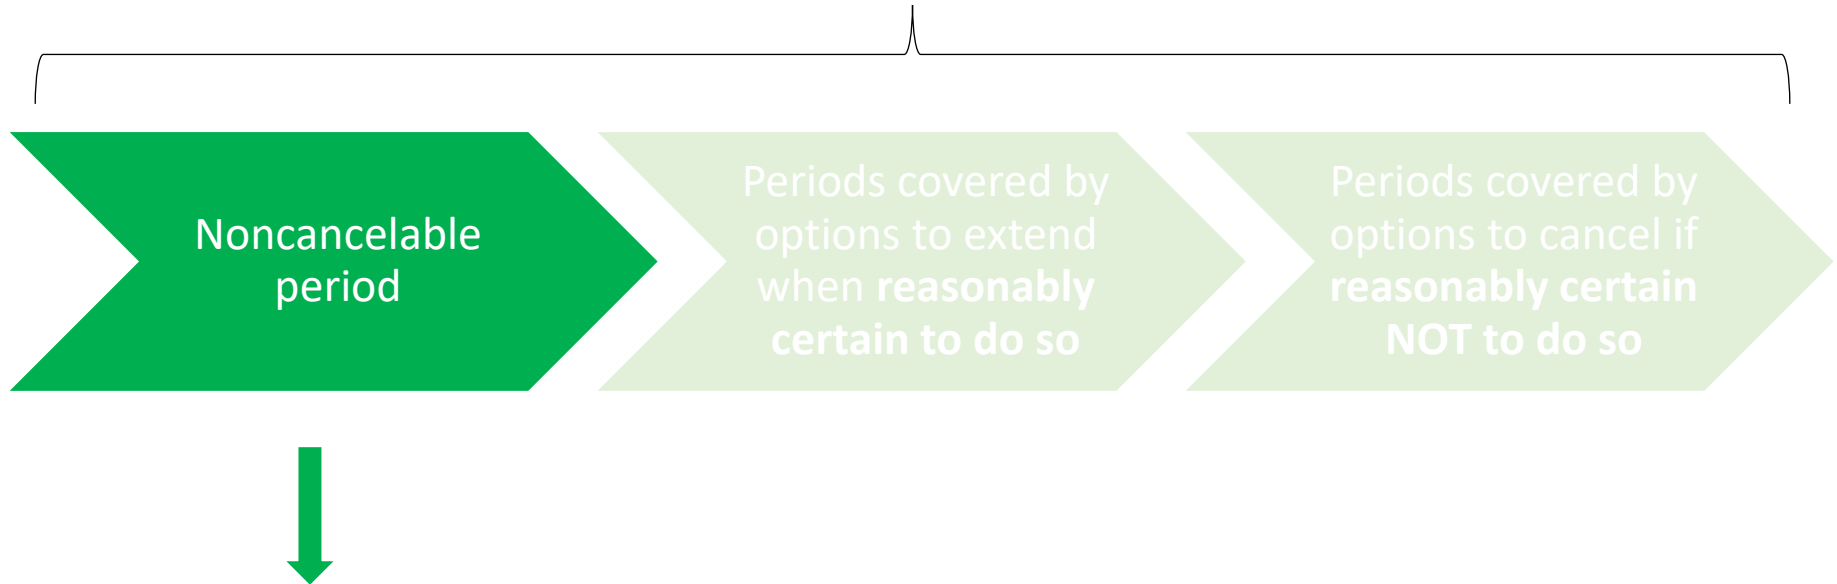 Noncancelable
period
Periods covered by
options to extend
when reasonably
certain to do so
Periods covered by
options to cancel if
reasonably certain
NOT to do so